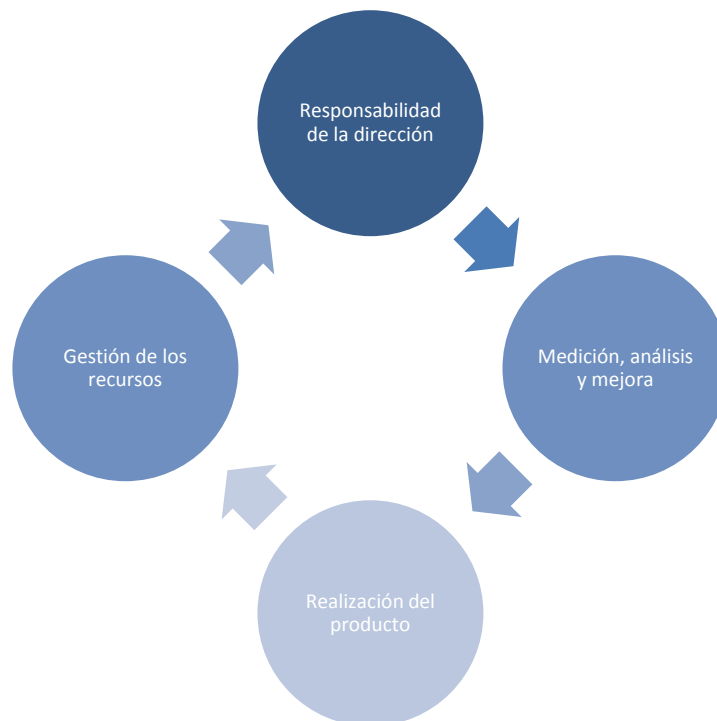 Responsabilidad
de la dirección
Gestión de los
recursos
Medición, análisis
y mejora
Realización del
producto